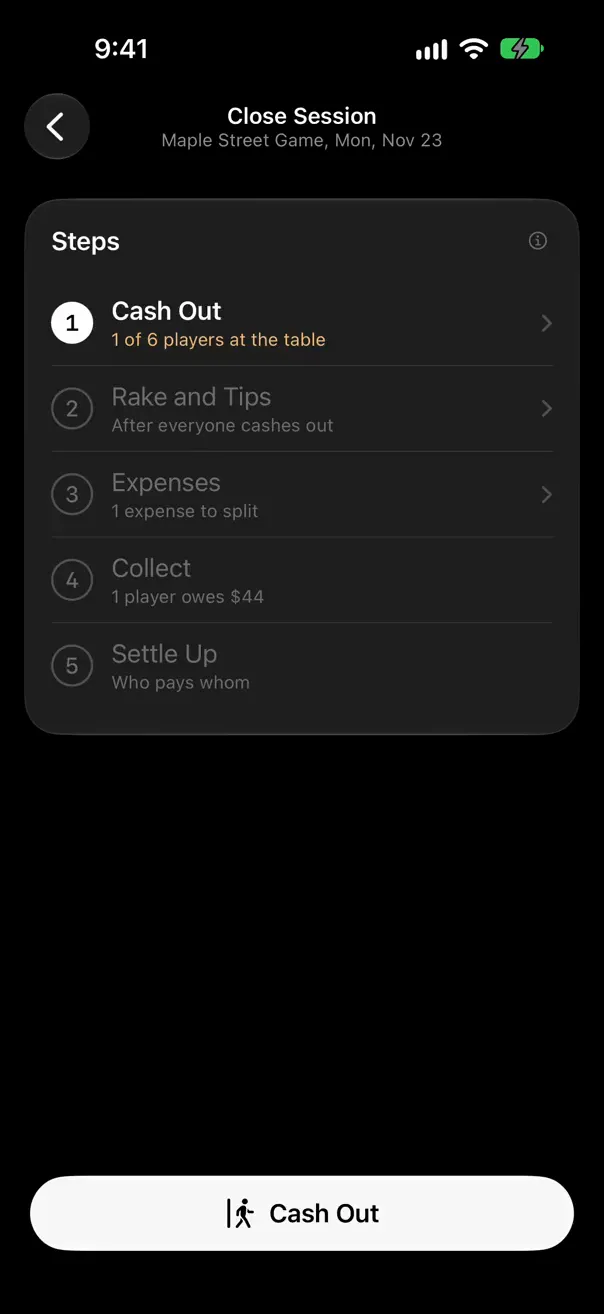 9:41
Close Session
Maple Street Game, Mon, Nov 23
Steps
1
Cash Out
1 of 6 players at the table
2
Rake and Tips
After everyone cashes out
3
Expenses
1 expense to split
4
Collect
1 player owes $44
5
Settle Up
Who pays whom
Cash Out